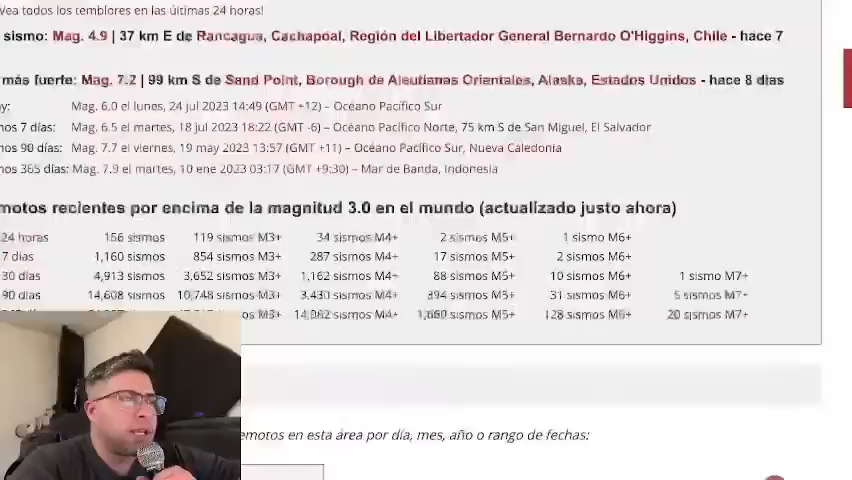 Vea todos los temblores en las últimas 24 horas!
sismo: Mag. 4.9 | 37 km E de Rancagua, Cachapoal, Región del Libertador General Bernardo O'Higgins, Chile - hace 7
más fuerte: Mag. 7.2 | 99 km S de Sand Point, Borough de Aleutianas Orientales, Alaska, Estados Unidos - hace 8 días
y: Mag. 6.0 el lunes, 24 jul 2023 14:49 (GMT +12) – Océano Pacífico Sur
nos 7 días: Mag. 6.5 el martes, 18 jul 2023 18:22 (GMT -6) – Océano Pacífico Norte, 75 km S de San Miguel, El Salvador
nos 90 días: Mag. 7.7 el viernes, 19 may 2023 13:57 (GMT +11) – Océano Pacífico Sur, Nueva Caledonia
nos 365 días: Mag. 7.9 el martes, 10 ene 2023 03:17 (GMT +9:30) – Mar de Banda, Indonesia
motos recientes por encima de la magnitud 3.0 en el mundo (actualizado justo ahora)
24 horas 156 sismos 119 sismos M3+ 34 sismos M4+ 2 sismos M5+ 1 sismo M6+
7 días 1,160 sismos 854 sismos M3+ 287 sismos M4+ 17 sismos M5+ 2 sismos M6+
30 días 4,913 sismos 3,652 sismos M3+ 1,162 sismos M4+ 88 sismos M5+ 10 sismos M6+ 1 sismo M7+
90 días 14,608 sismos 10,748 sismos M3+ 3,430 sismos M4+ 394 sismos M5+ 31 sismos M6+ 5 sismos M7+
sismos M3+ 14,062 sismos M4+ 1,660 sismos M5+ 128 sismos M6+ 20 sismos M7+
emotos en esta área por día, mes, año o rango de fechas: